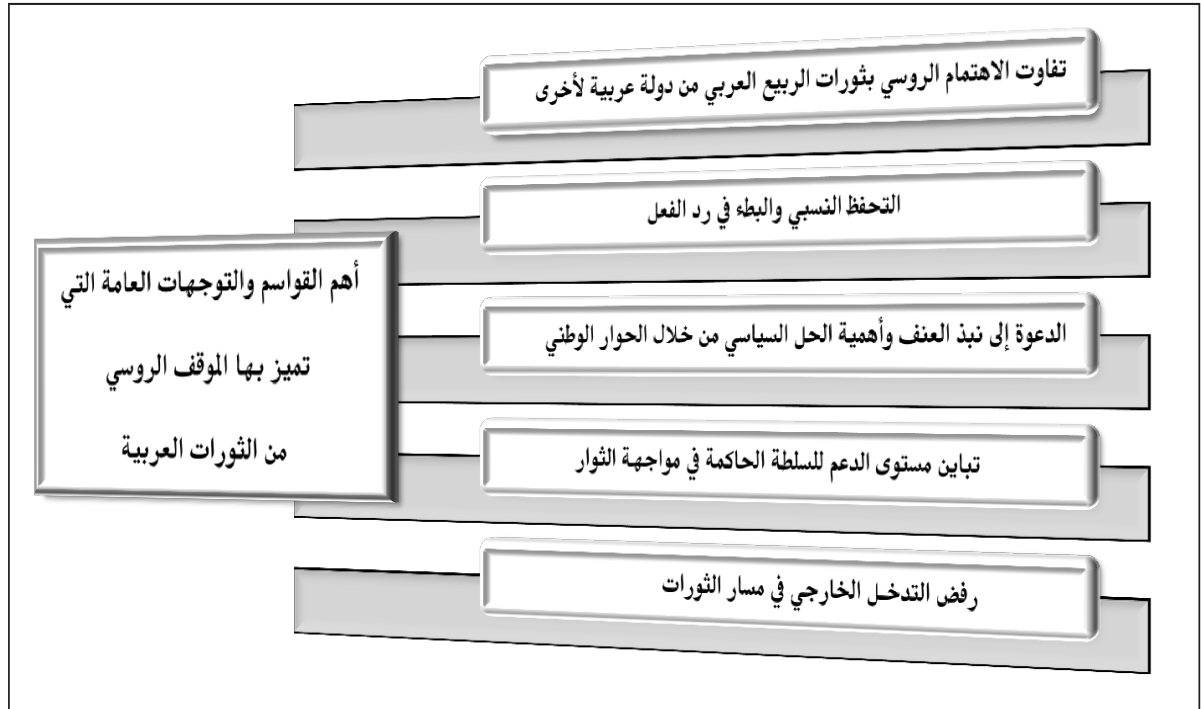 أهم القواسم والتوجهات العامة التي
تميز بها الموقف الروسي
من الثورات العربية
تفاوت الاهتمام الروسي بثورات الربيع العربي من دولة عربية لأخرى
التحفظ النسبي والبطء في رد الفعل
الدعوة إلى نبذ العنف وأهمية الحل السياسي من خلال الحوار الوطني
تباين مستوى الدعم للسلطة الحاكمة في مواجهة الثوار
رفض التدخل الخارجي في مسار الثورات